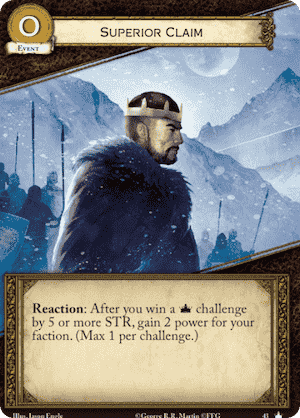 0
EVENT
SUPERIOR CLAIM
Reaction: After you win a challenge
by 5 or more STR, gain 2 power for your
faction. (Max 1 per challenge.)
Illus. Jason Engle ©George R.R. Martin ©FFG 43